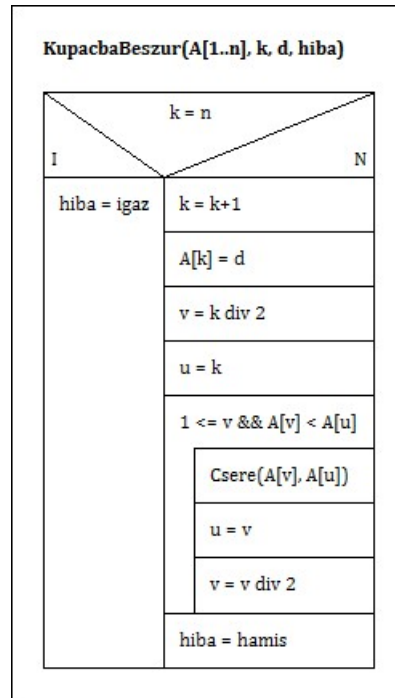 KupacbaBeszur(A[1..n], k, d, hiba)
k = n
I
N
hiba = igaz
k = k+1
A[k] = d
v = k div 2
u = k
1 <= v && A[v] < A[u]
Csere(A[v], A[u])
u = v
v = v div 2
hiba = hamis